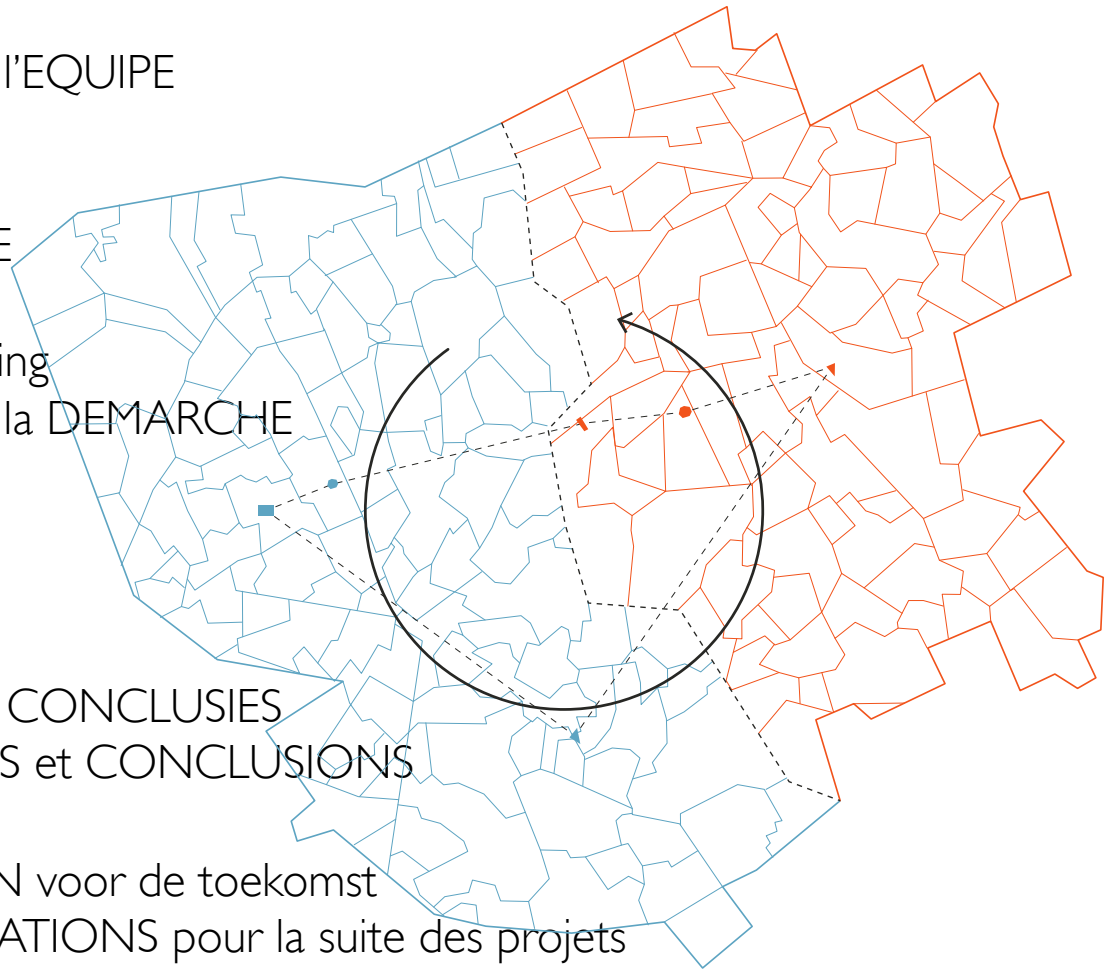 l'EQUIPE
E
ing
la DEMARCHE
CONCLUSIES
S et CONCLUSIONS
N voor de toekomst
ATIONS pour la suite des projets